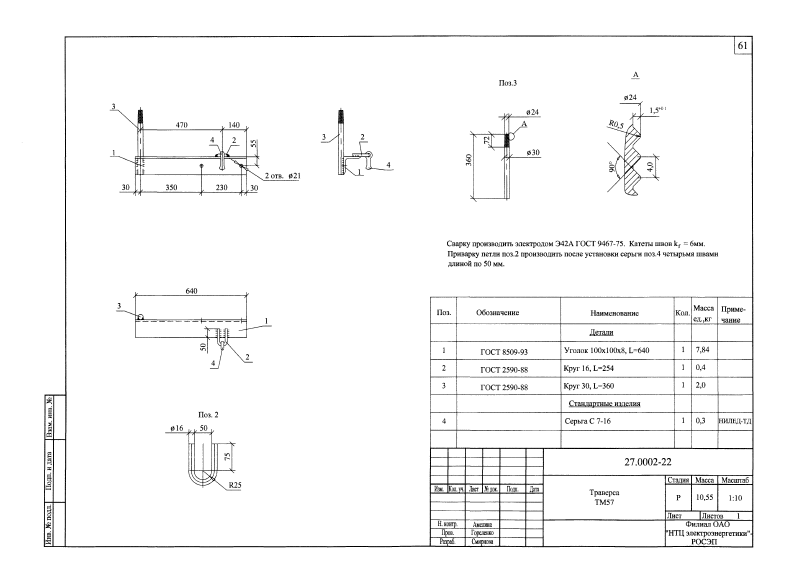 61
Поз.3
А
ø24
1,5⁺⁰·¹
R0,5
90°
4,0
ø24
А
3
72
360
ø30
3
470
140
4
2
55
1
2 отв. ø21
30
350
230
30
3
2
1
4
Сварку производить электродом Э42А ГОСТ 9467-75. Катеты швов kf = 6мм.
Приварку петли поз.2 производить после установки серьги поз.4 четырьмя швами
длиной по 50 мм.
640
3
1
50
4
2
Поз. 2
ø16
50
75
R25
Поз. Обозначение Наименование Кол. Масса ед.,кг Приме-чание
Детали
1 ГОСТ 8509-93 Уголок 100х100х8, L=640 1 7,84
2 ГОСТ 2590-88 Круг 16, L=254 1 0,4
3 ГОСТ 2590-88 Круг 30, L=360 1 2,0
Стандартные изделия
4 Серьга С 7-16 1 0,3 НИЛЕД-ТД
27.0002-22
Изм. Кол. уч. Лист № док. Подп. Дата
Траверса
ТМ57
Стадия Масса Масштаб
Р 10,55 1:10
Лист Листов 1
Н. контр. Амелина
Пров. Гореленко
Разраб. Смирнова
Филиал ОАО
"НТЦ электроэнергетики"-
РОСЭП
Взам. инв. №
Подп. и дата
Инв. № подл.